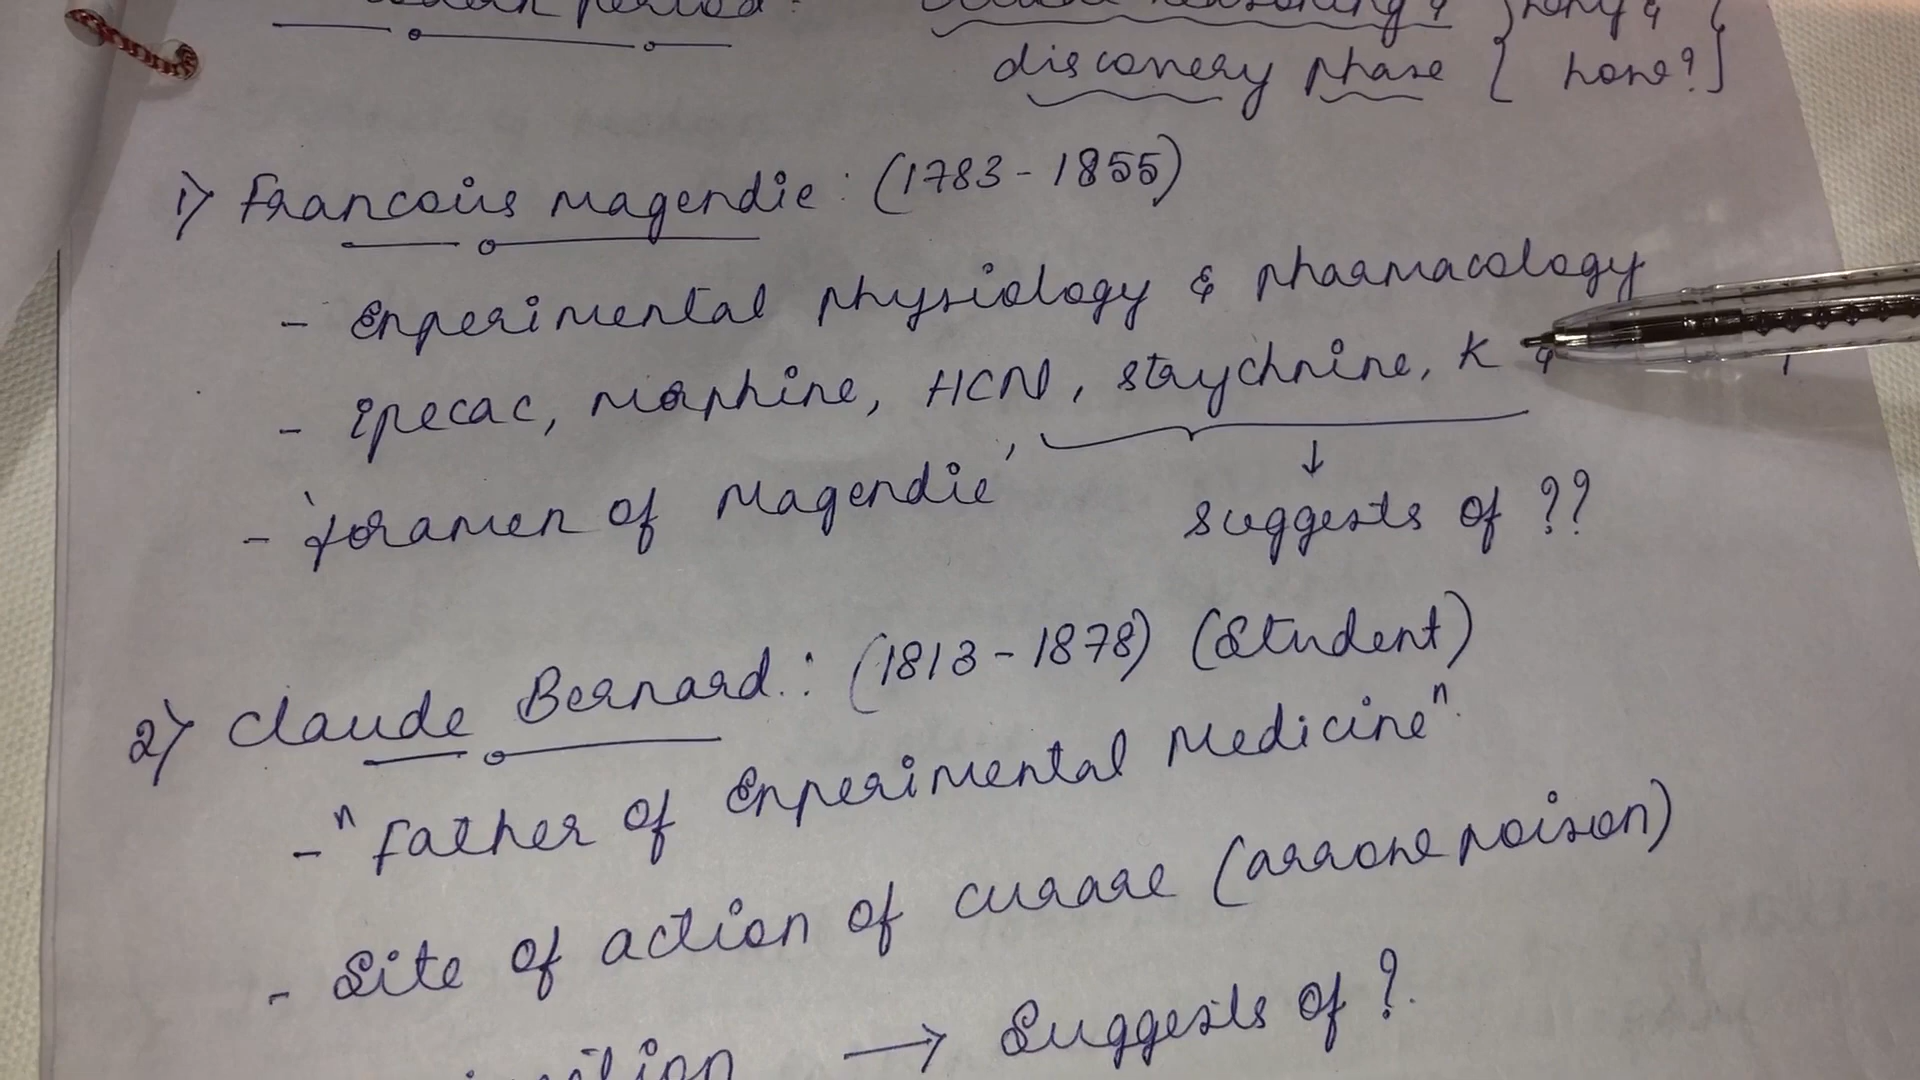 period :
discovery phase { how? }
1) Francois Magendie : (1783 - 1855)
- Experimental physiology & pharmacology
- Ipecac, Morphine, HCN, strychnine, K &
- 'foramen of Magendie' ↓ suggests of ??
2) Claude Bernard : (1813 - 1878) (Student)
- "Father of Experimental Medicine".
- Site of action of curare (arrow poison)
→ Suggests of ?.